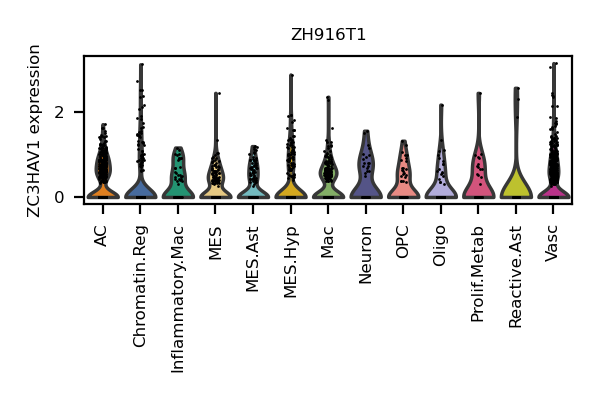 ZH916T1
ZC3HAV1 expression
2
0
AC
Chromatin.Reg
Inflammatory.Mac
MES
MES.Ast
MES.Hyp
Mac
Neuron
OPC
Oligo
Prolif.Metab
Reactive.Ast
Vasc